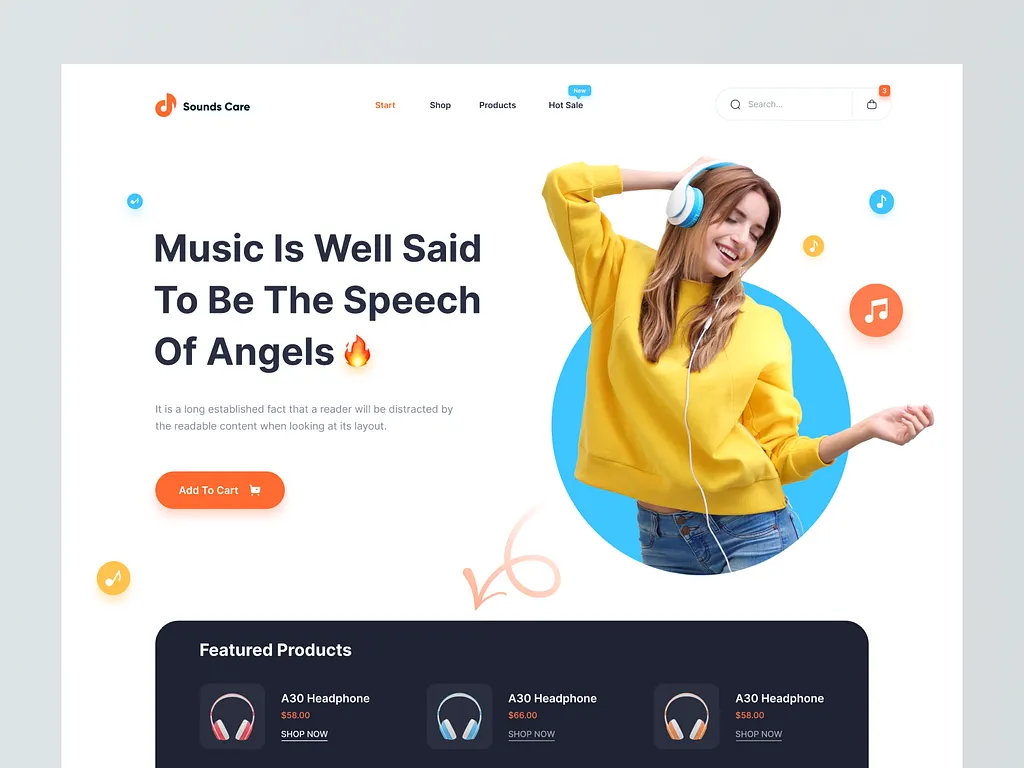 Sounds Care
Start
Shop
Products
New
Hot Sale
Search...
3
Music Is Well Said
To Be The Speech
Of Angels 🔥
It is a long established fact that a reader will be distracted by
the readable content when looking at its layout.
Add To Cart
Featured Products
A30 Headphone
$58.00
SHOP NOW
A30 Headphone
$66.00
SHOP NOW
A30 Headphone
$58.00
SHOP NOW